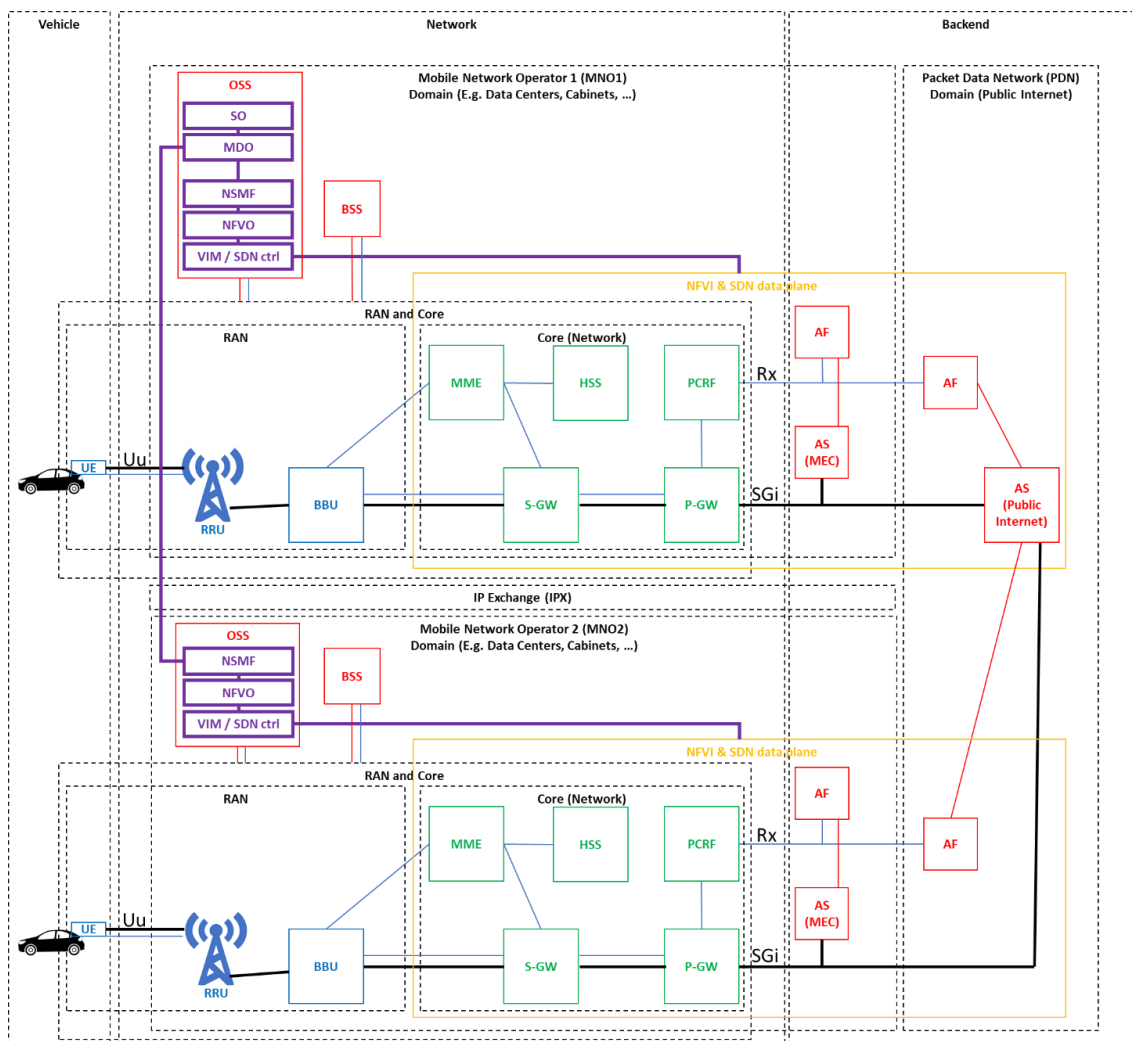 Vehicle
Network
Backend
Mobile Network Operator 1 (MNO1)
Domain (E.g. Data Centers, Cabinets, ...)
Packet Data Network (PDN)
Domain (Public Internet)
OSS
SO
MDO
NSMF
NFVO
VIM / SDN ctrl
BSS
NFVI & SDN data plane
RAN and Core
RAN
Core (Network)
AF
MME
HSS
PCRF
Rx
AF
UE
Uu
RRU
BBU
S-GW
P-GW
SGi
AS
(MEC)
AS
(Public
Internet)
IP Exchange (IPX)
Mobile Network Operator 2 (MNO2)
Domain (E.g. Data Centers, Cabinets, ...)
OSS
NSMF
NFVO
VIM / SDN ctrl
BSS
NFVI & SDN data plane
RAN and Core
RAN
Core (Network)
AF
MME
HSS
PCRF
Rx
AF
UE
Uu
RRU
BBU
S-GW
P-GW
SGi
AS
(MEC)